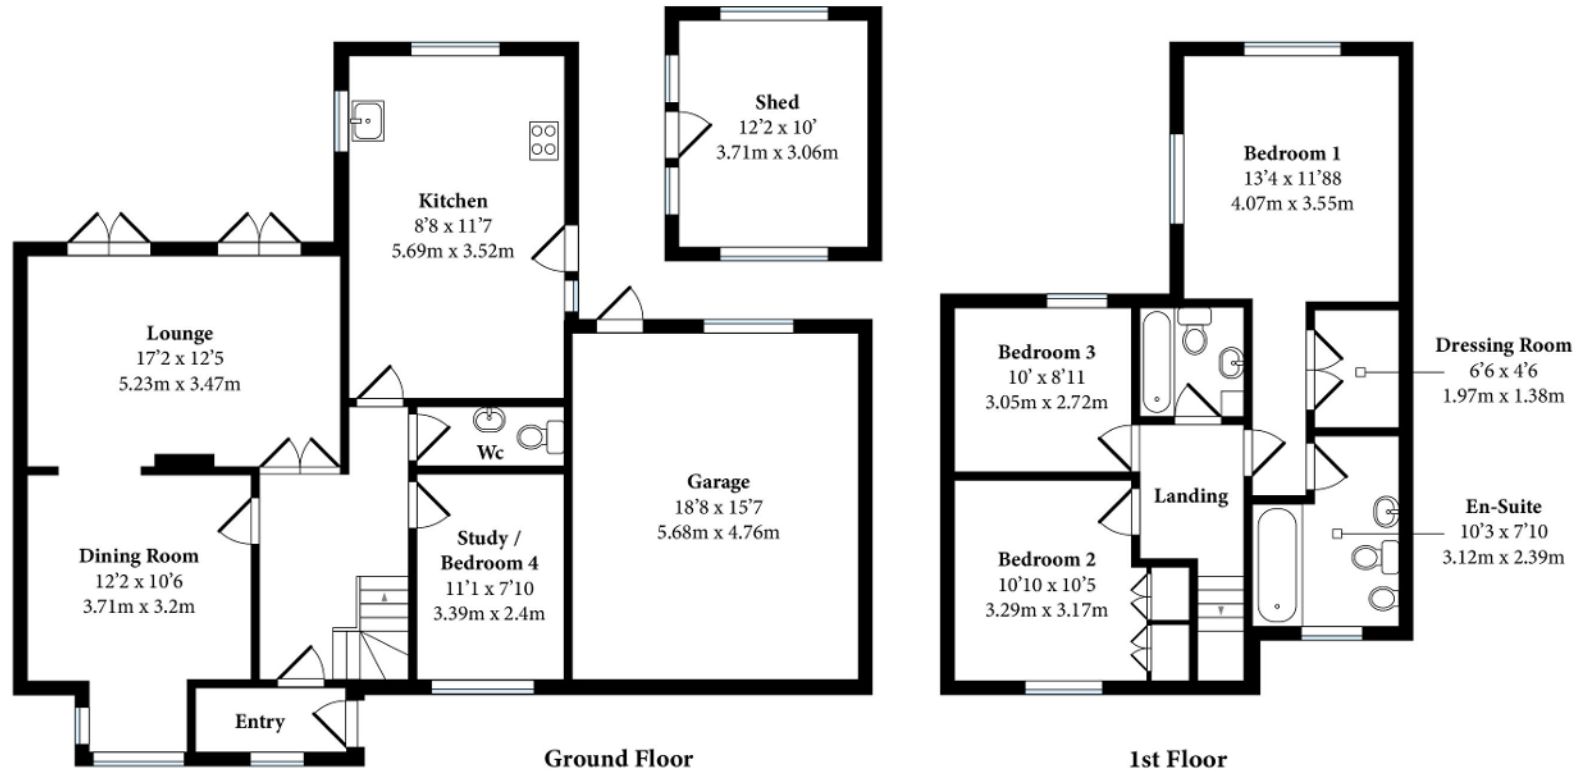 Shed
12'2 x 10'
3.71m x 3.06m
Kitchen
8'8 x 11'7
5.69m x 3.52m
Lounge
17'2 x 12'5
5.23m x 3.47m
Wc
Dining Room
12'2 x 10'6
3.71m x 3.2m
Study /
Bedroom 4
11'1 x 7'10
3.39m x 2.4m
Garage
18'8 x 15'7
5.68m x 4.76m
Entry
Ground Floor
Bedroom 1
13'4 x 11'88
4.07m x 3.55m
Bedroom 3
10' x 8'11
3.05m x 2.72m
Dressing Room
6'6 x 4'6
1.97m x 1.38m
Landing
En-Suite
10'3 x 7'10
3.12m x 2.39m
Bedroom 2
10'10 x 10'5
3.29m x 3.17m
1st Floor